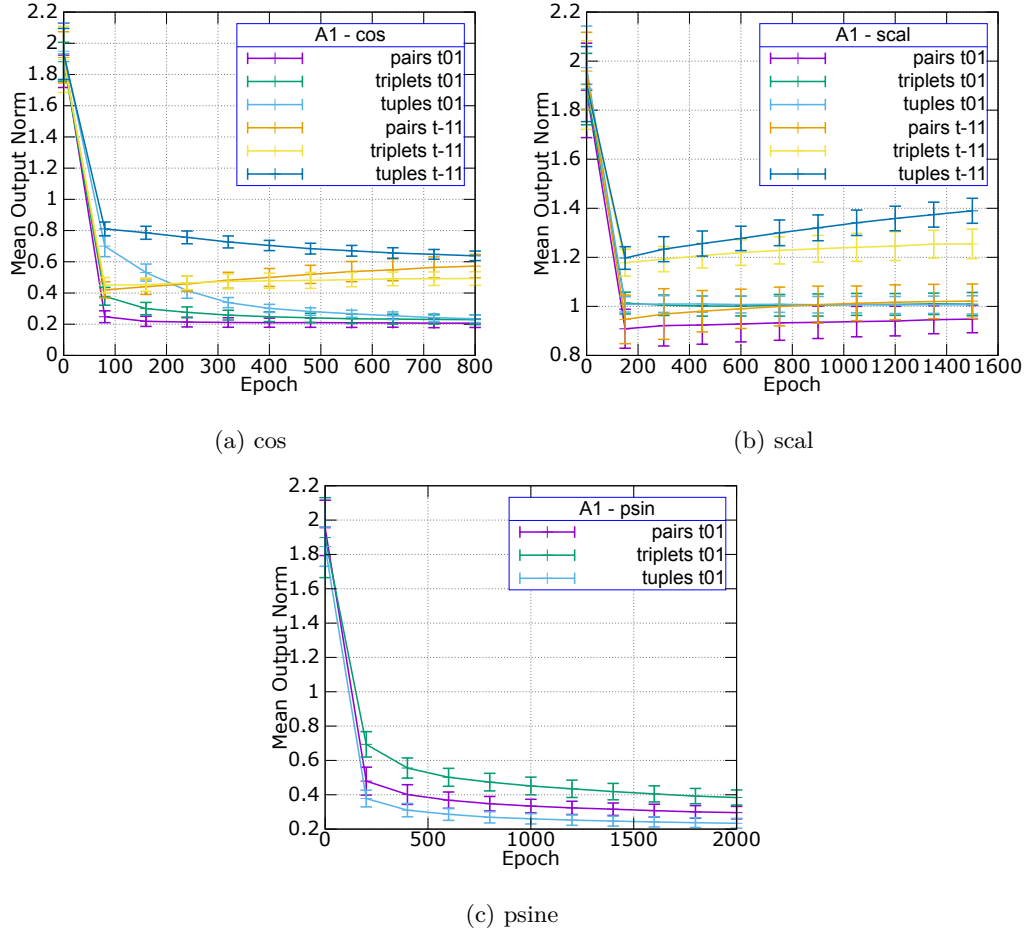 A1 - cos
pairs t01
triplets t01
tuples t01
pairs t-11
triplets t-11
tuples t-11
Mean Output Norm
2.2
2
1.8
1.6
1.4
1.2
1
0.8
0.6
0.4
0.2
0
0 100 200 300 400 500 600 700 800
Epoch
(a) cos
A1 - scal
pairs t01
triplets t01
tuples t01
pairs t-11
triplets t-11
tuples t-11
Mean Output Norm
2.2
2
1.8
1.6
1.4
1.2
1
0.8
0 200 400 600 800 1000 1200 1400 1600
Epoch
(b) scal
A1 - psin
pairs t01
triplets t01
tuples t01
Mean Output Norm
2.2
2
1.8
1.6
1.4
1.2
1
0.8
0.6
0.4
0.2
0 500 1000 1500 2000
Epoch
(c) psine